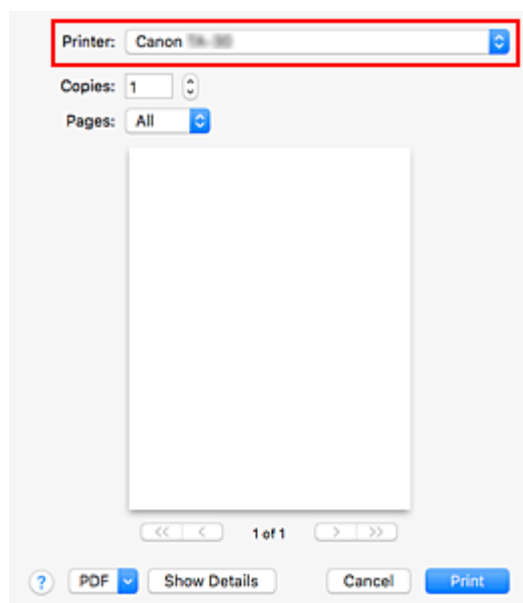 Printer: Canon
Copies: 1
Pages: All
<< < 1 of 1 > >>
? PDF Show Details Cancel Print